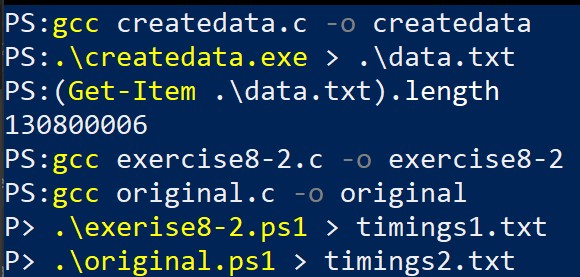 PS:gcc createdata.c -o createdata
PS:.\createdata.exe > .\data.txt
PS:(Get-Item .\data.txt).length
130800006
PS:gcc exercise8-2.c -o exercise8-2
PS:gcc original.c -o original
P> .\exerise8-2.ps1 > timings1.txt
P> .\original.ps1 > timings2.txt